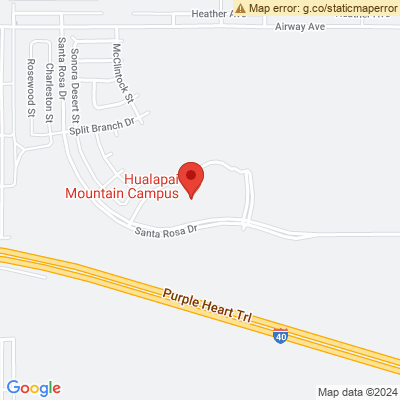 Heather Ave
Map error: g.co/staticmaperror
Airway Ave
Santa Rosa Dr
Sonora Desert St
McClintock St
Charleston St
Rosewood St
Split Branch Dr
Hualapai
Mountain Campus
Santa Rosa Dr
Purple Heart Trl
40
Google
Map data ©2024